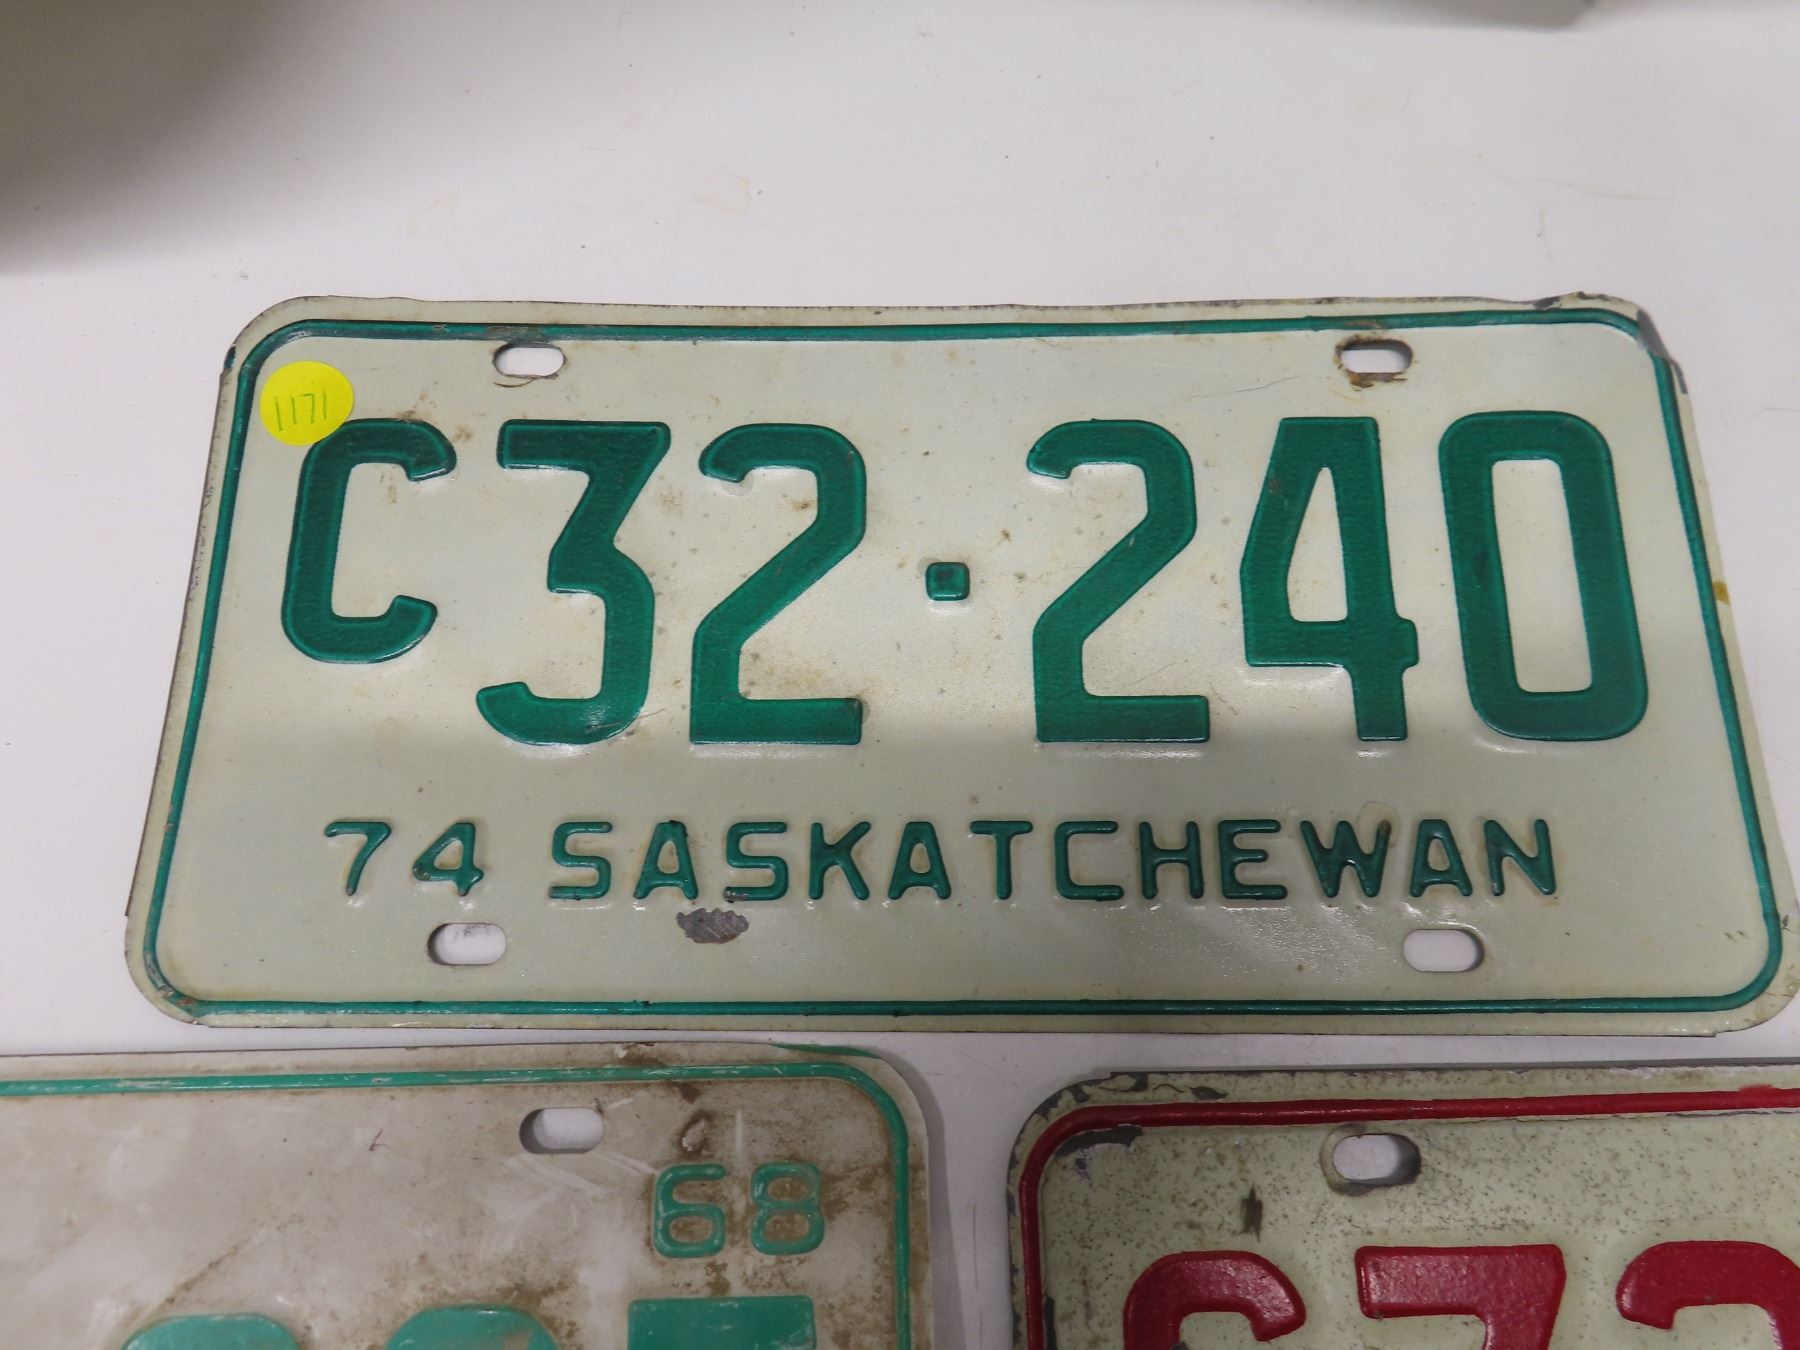 1171
C32·240
74 SASKATCHEWAN
68